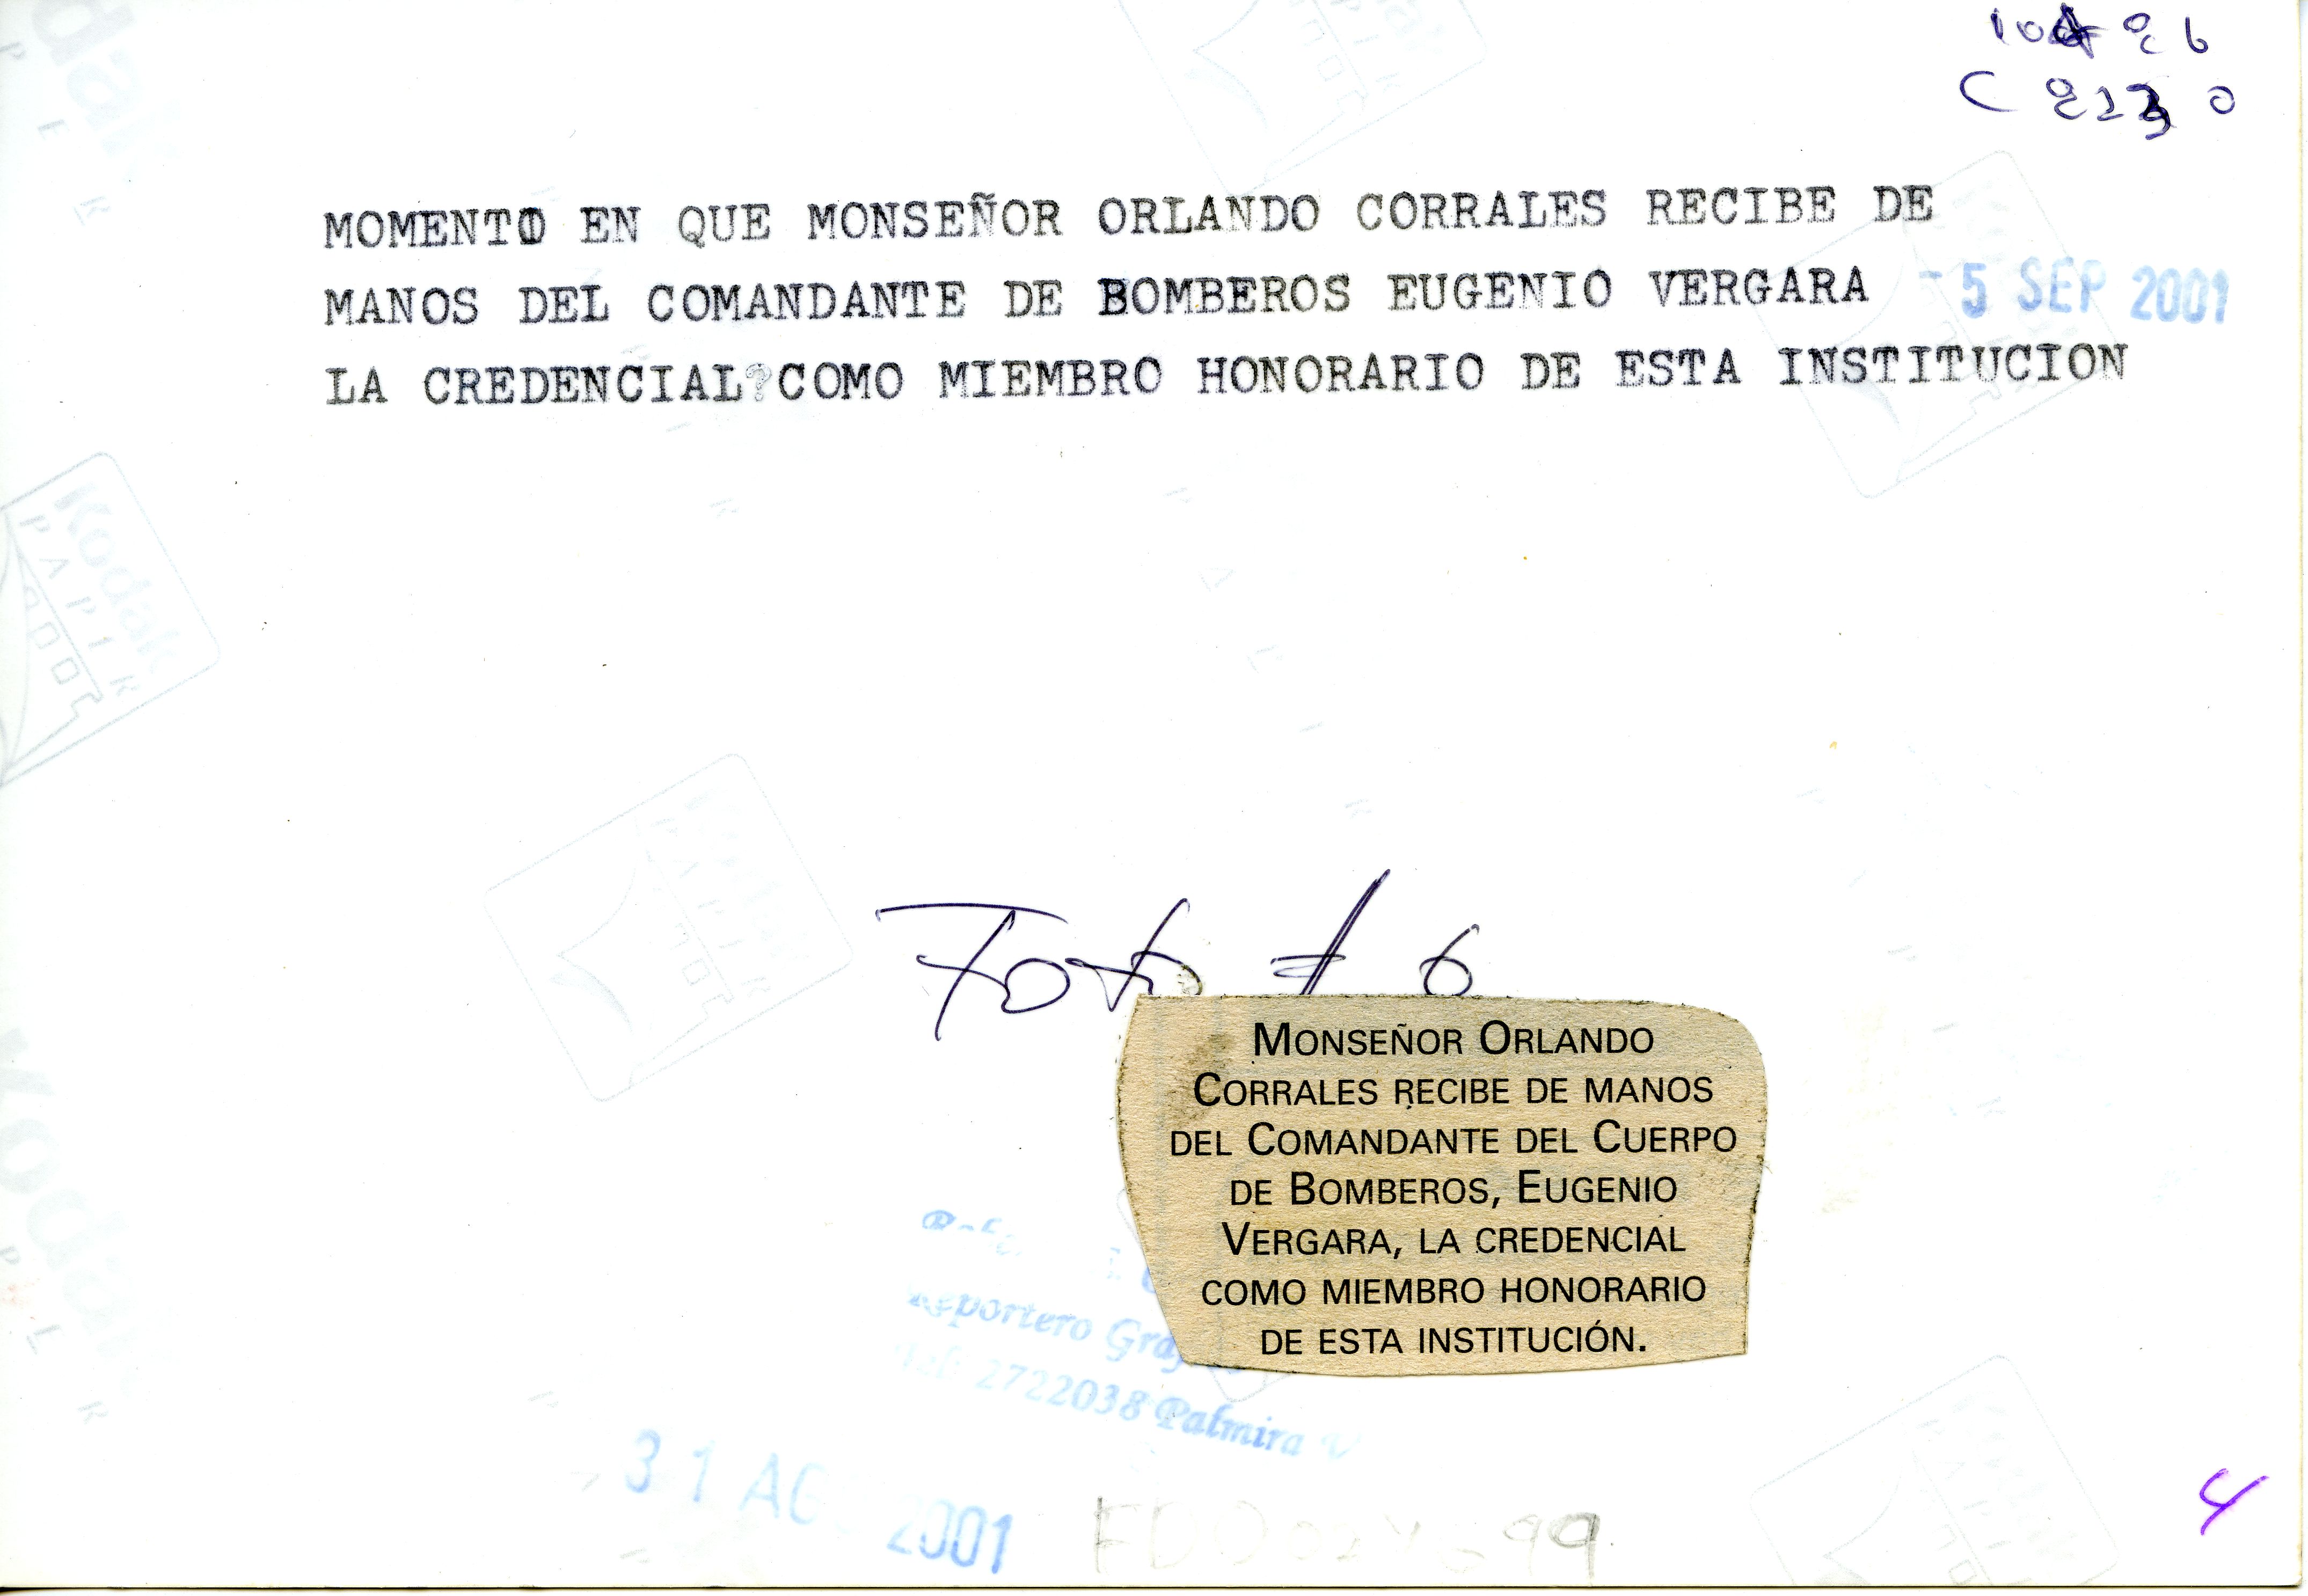 MOMENTO EN QUE MONSEÑOR ORLANDO CORRALES RECIBE DE
MANOS DEL COMANDANTE DE BOMBEROS EUGENIO VERGARA
5 SEP 2001
LA CREDENCIAL?COMO MIEMBRO HONORARIO DE ESTA INSTITUCION
Kodak
Foto # 6
MONSEÑOR ORLANDO
CORRALES RECIBE DE MANOS
DEL COMANDANTE DEL CUERPO
DE BOMBEROS, EUGENIO
VERGARA, LA CREDENCIAL
COMO MIEMBRO HONORARIO
DE ESTA INSTITUCIÓN.
2722038 Palmira
31 2001
4